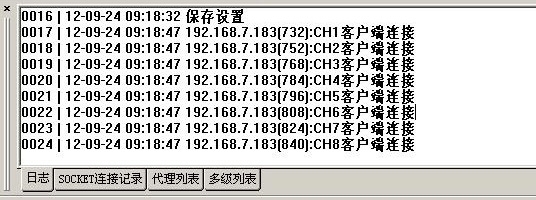 0016 | 12-09-24 09:18:32 保存设置
0017 | 12-09-24 09:18:47 192.168.7.183(732):CH1客户端连接
0018 | 12-09-24 09:18:47 192.168.7.183(752):CH2客户端连接
0019 | 12-09-24 09:18:47 192.168.7.183(768):CH3客户端连接
0020 | 12-09-24 09:18:47 192.168.7.183(784):CH4客户端连接
0021 | 12-09-24 09:18:47 192.168.7.183(796):CH5客户端连接
0022 | 12-09-24 09:18:47 192.168.7.183(808):CH6客户端连接
0023 | 12-09-24 09:18:47 192.168.7.183(824):CH7客户端连接
0024 | 12-09-24 09:18:47 192.168.7.183(840):CH8客户端连接
日志 SOCKET连接记录 代理列表 多级列表